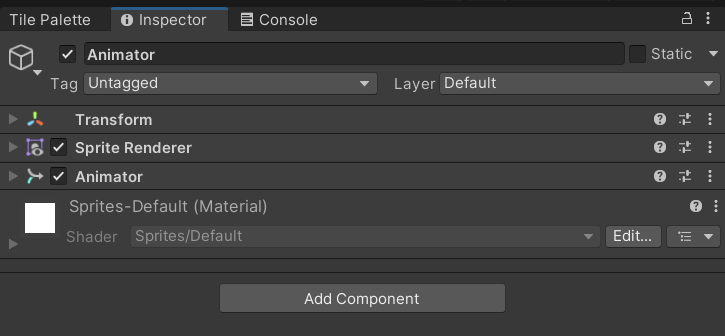 Tile Palette Inspector Console
Animator Static
Tag Untagged Layer Default
Transform
Sprite Renderer
Animator
Sprites-Default (Material)
Shader Sprites/Default Edit...
Add Component